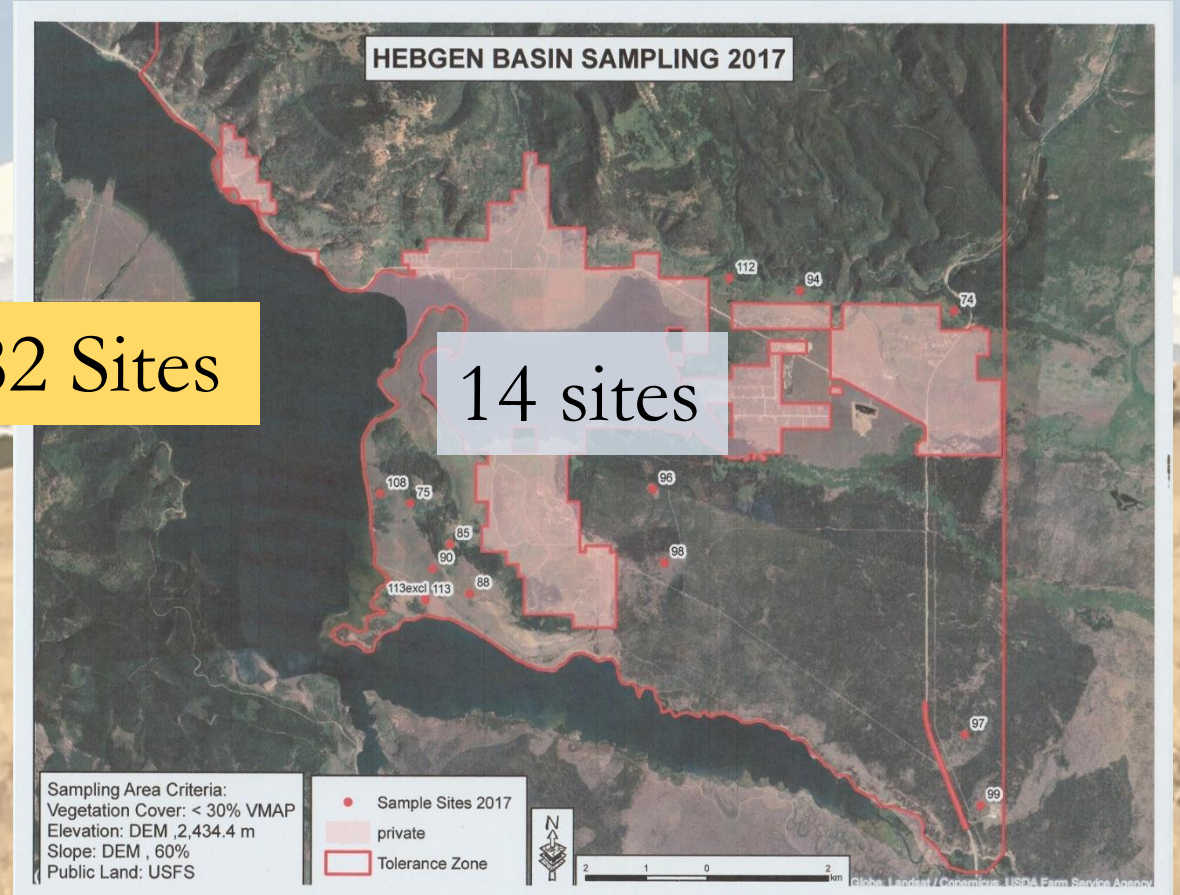 HEBGEN BASIN SAMPLING 2017
112
94
74
2 Sites
14 sites
108
75
96
85
98
90
113excl 113
88
97
99
Sampling Area Criteria:
Vegetation Cover: < 30% VMAP
Elevation: DEM ,2,434.4 m
Slope: DEM , 60%
Public Land: USFS
Sample Sites 2017
private
Tolerance Zone
N
2 1 0 2
km
Globe, Landsat / Copernicus, USDA Farm Service Agency